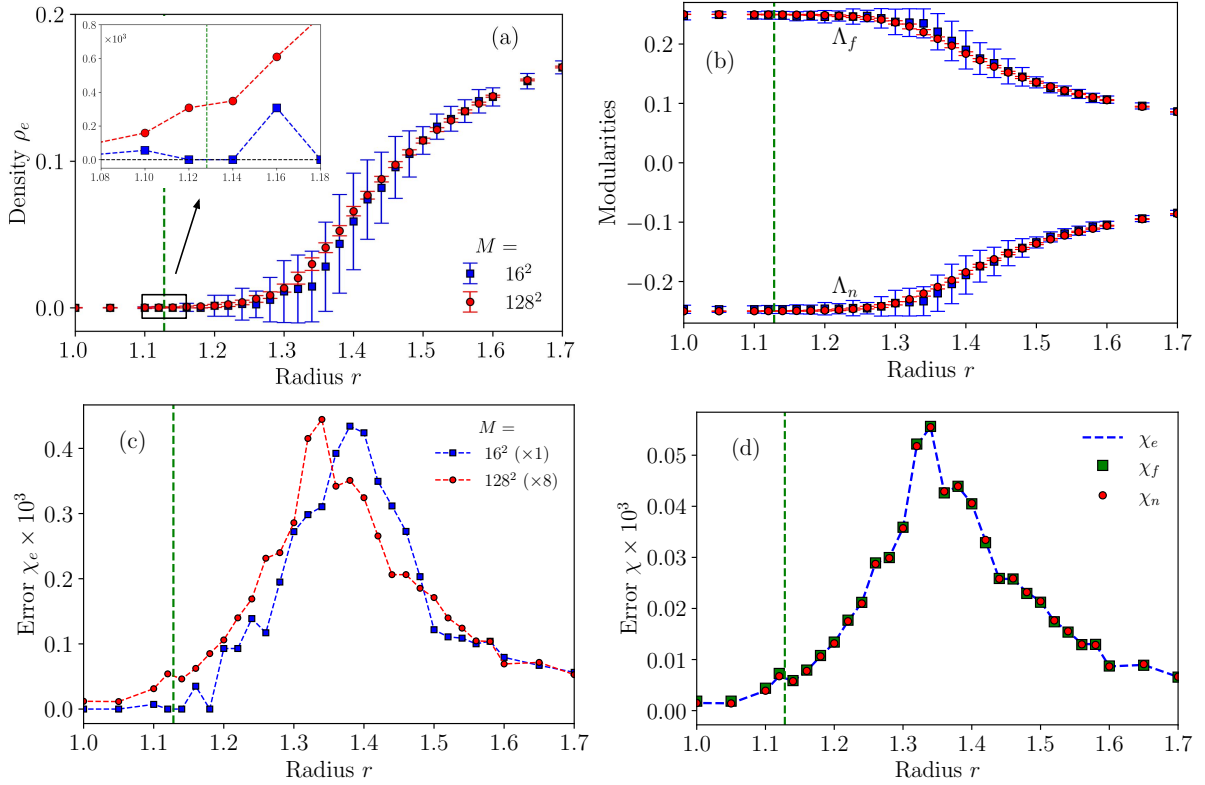 (a)
×10³
0.8
0.6
0.4
0.2
0.0
1.08 1.10 1.12 1.14 1.16 1.18
Density ρ_e
0.2
0.1
0.0
M =
16²
128²
1.0 1.1 1.2 1.3 1.4 1.5 1.6 1.7
Radius r
(b)
Λ_f
Λ_n
Modularities
0.2
0.1
0.0
−0.1
−0.2
1.0 1.1 1.2 1.3 1.4 1.5 1.6 1.7
Radius r
(c)
M =
16² (×1)
128² (×8)
Error χ_e × 10³
0.4
0.3
0.2
0.1
0.0
1.0 1.1 1.2 1.3 1.4 1.5 1.6 1.7
Radius r
(d)
χ_e
χ_f
χ_n
Error χ × 10³
0.05
0.04
0.03
0.02
0.01
0.00
1.0 1.1 1.2 1.3 1.4 1.5 1.6 1.7
Radius r